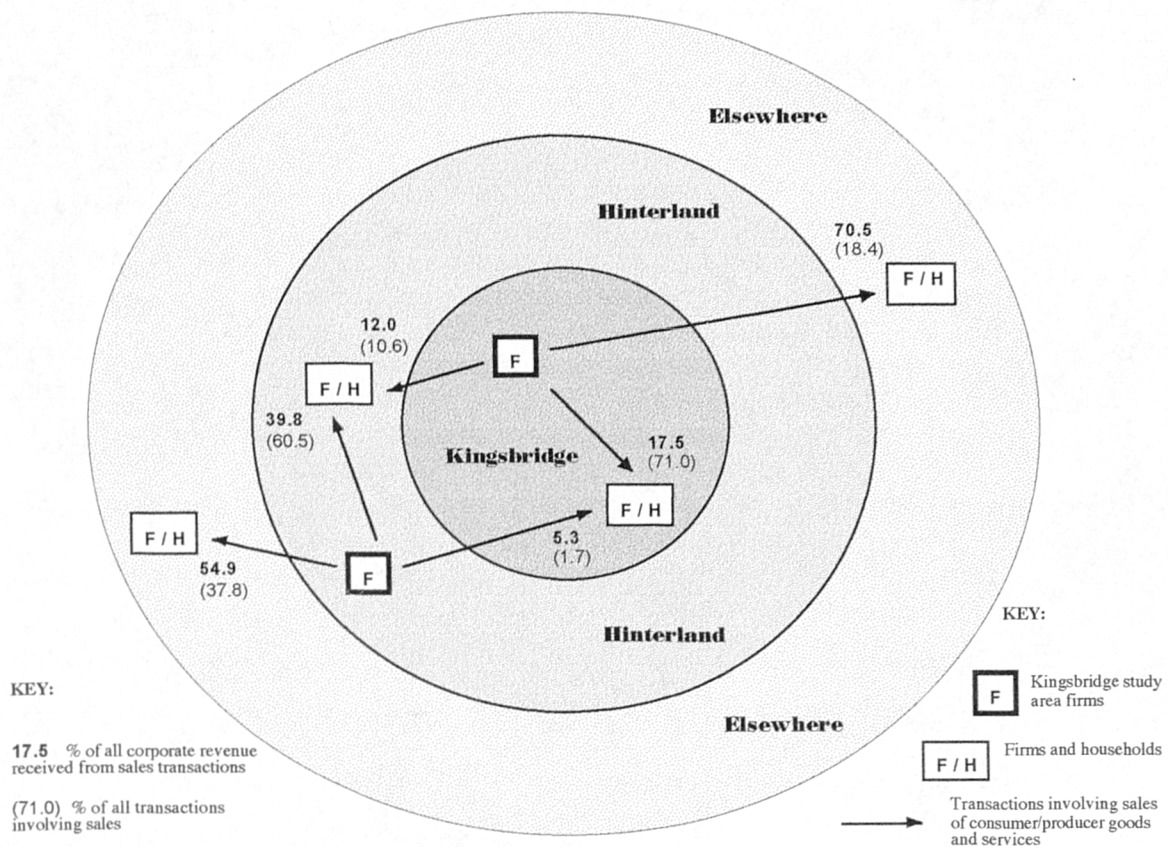 Elsewhere
Hinterland
70.5
(18.4)
F / H
12.0
(10.6)
F
F / H
39.8
(60.5)
17.5
(71.0)
Kingsbridge
F / H
F / H
5.3
(1.7)
54.9
(37.8)
F
Hinterland
Elsewhere
KEY:
17.5 % of all corporate revenue
received from sales transactions
(71.0) % of all transactions
involving sales
KEY:
F
Kingsbridge study
area firms
F / H
Firms and households
Transactions involving sales
of consumer/producer goods
and services